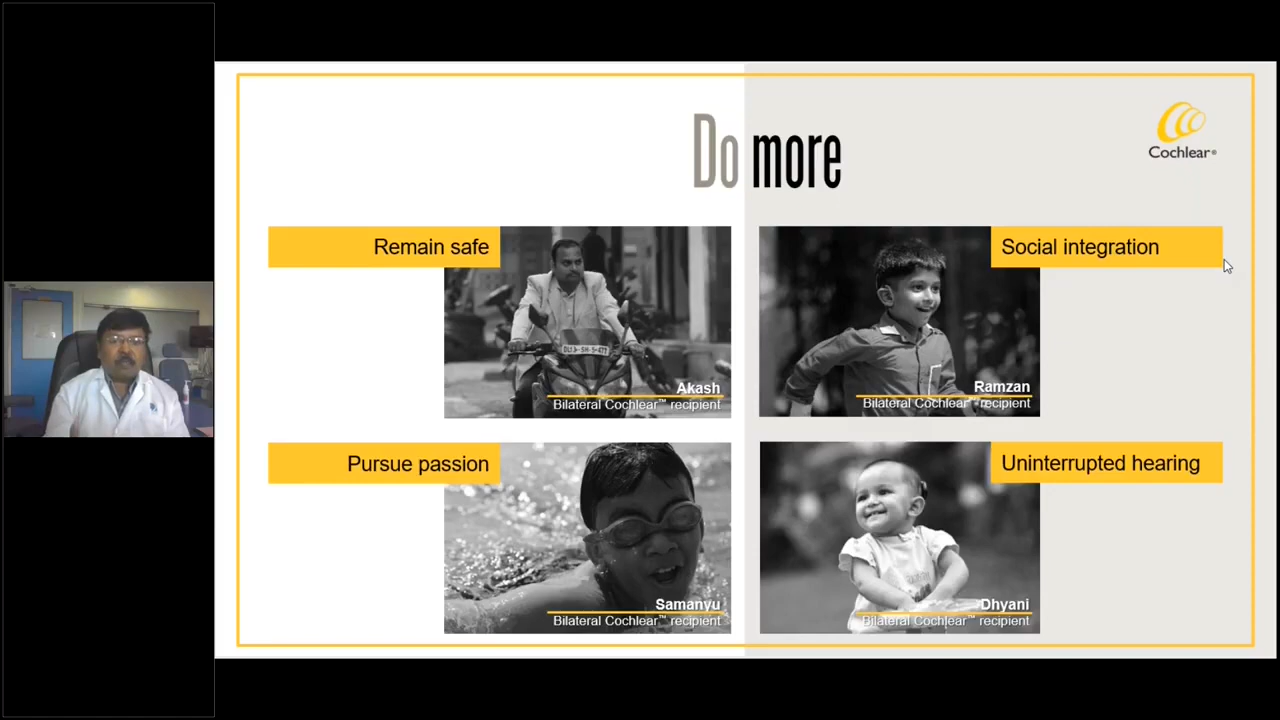 Do more
Cochlear®
Remain safe
Akash
Bilateral Cochlear™ recipient
Social integration
Ramzan
Bilateral Cochlear™ recipient
Pursue passion
Samanyu
Bilateral Cochlear™ recipient
Uninterrupted hearing
Dhyani
Bilateral Cochlear™ recipient